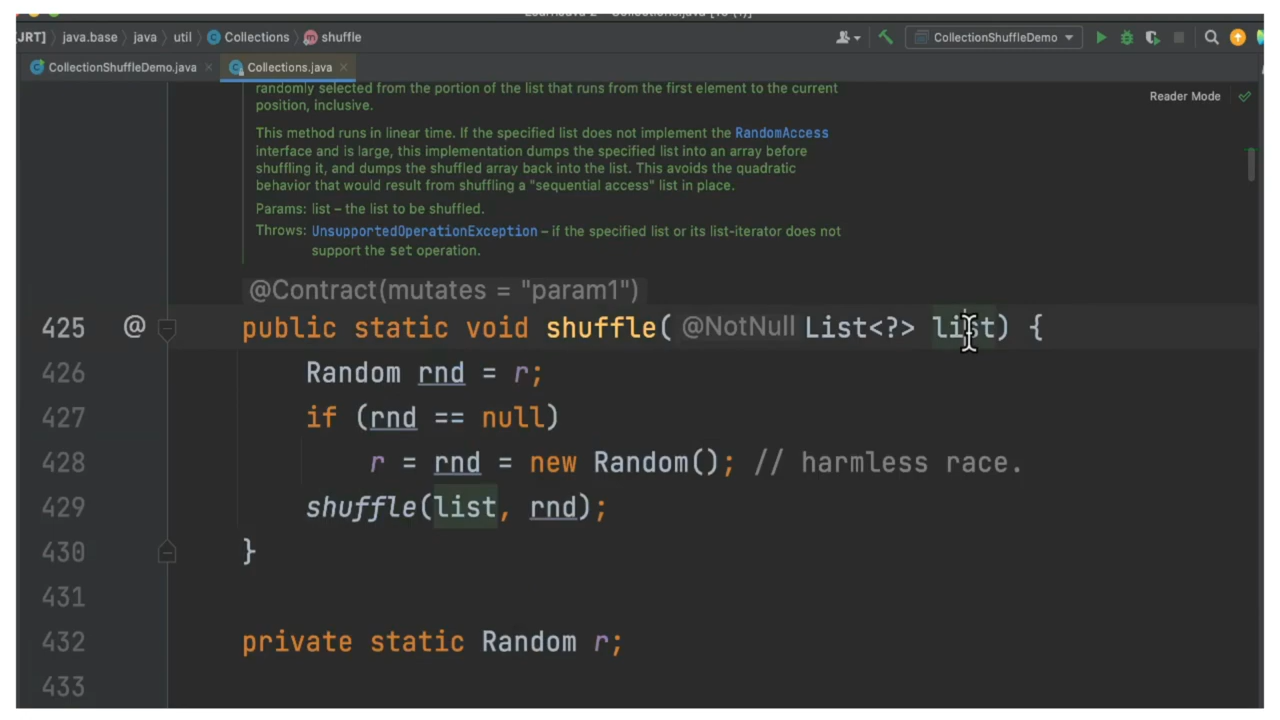 JRT] java.base java util Collections shuffle CollectionShuffleDemo
CollectionShuffleDemo.java Collections.java
Reader Mode
randomly selected from the portion of the list that runs from the first element to the current
position, inclusive.
This method runs in linear time. If the specified list does not implement the RandomAccess
interface and is large, this implementation dumps the specified list into an array before
shuffling it, and dumps the shuffled array back into the list. This avoids the quadratic
behavior that would result from shuffling a "sequential access" list in place.
Params: list – the list to be shuffled.
Throws: UnsupportedOperationException – if the specified list or its list-iterator does not
support the set operation.
@Contract(mutates = "param1")
425 @ public static void shuffle( @NotNull List<?> list) {
426 Random rnd = r;
427 if (rnd == null)
428 r = rnd = new Random(); // harmless race.
429 shuffle(list, rnd);
430 }
431
432 private static Random r;
433